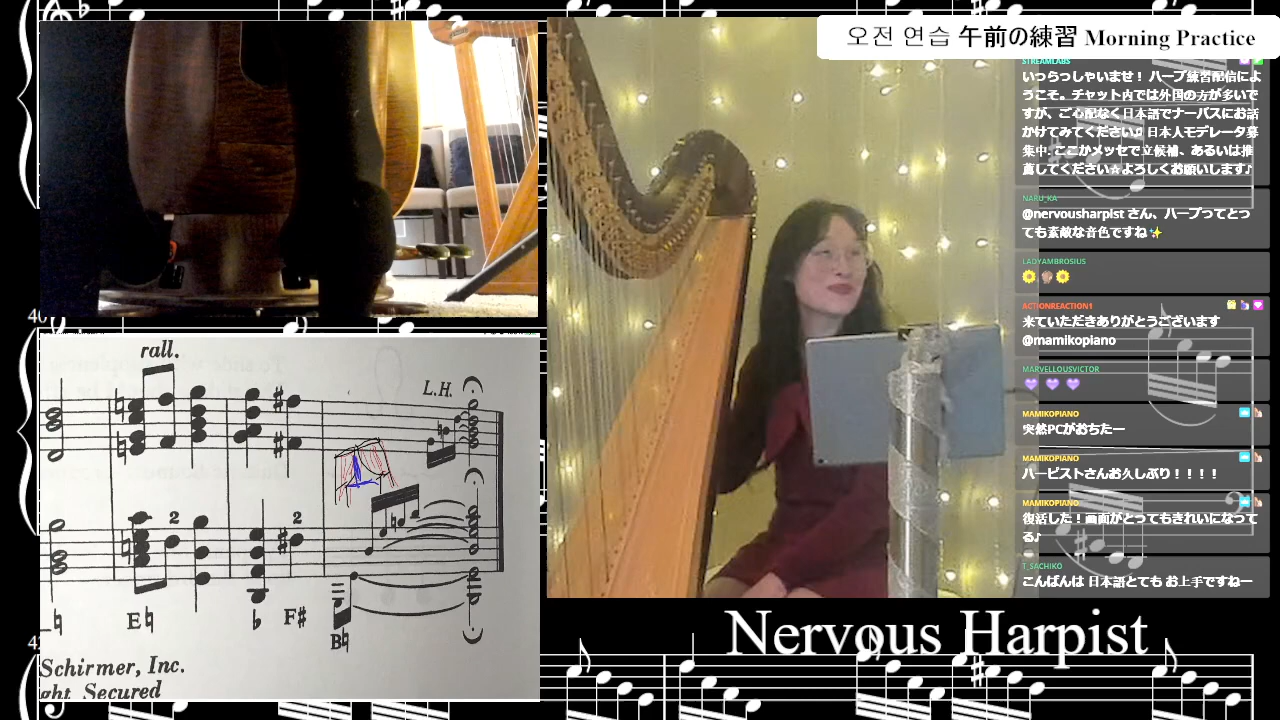 오전 연습 午前の練習 Morning Practice
STREAMLABS
いらっしゃいませ！ ハープ練習配信によ
うこそ。チャット内では外国の方が多いで
すが、ご心配なく日本語でナーバスにお話
かけてみてください♫ 日本人モデレータ募
集中. ここかメッセで立候補、あるいは推
薦してください☆よろしくお願いします♪
NARU_KA
@nervousharpist さん、ハープってとっ
ても素敵な音色ですね✨
LADYAMBROSIUS
ACTIONREACTION1
来ていただきありがとうございます
@mamikopiano
MARVELLOUSVICTOR
MAMIKOPIANO
突然PCがおちたー
MAMIKOPIANO
ハーピストさんお久しぶり！！！！
MAMIKOPIANO
復活した！画面がとってもきれいになって
る♪
T_SACHIKO
こんばんは 日本語とても お上手ですねー
Nervous Harpist
rall.
L.H.
2
2
E♮
♭
F#
B♮
Schirmer, Inc.
ght Secured